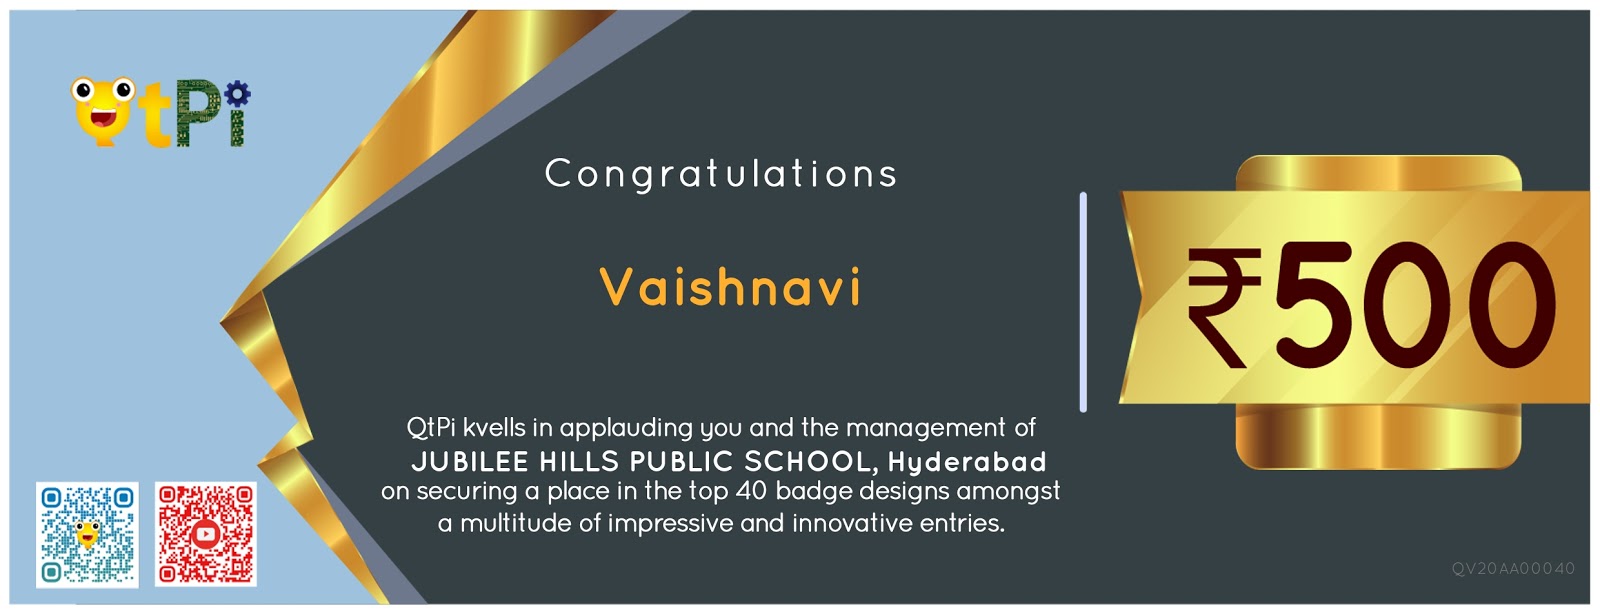 QtPi
Congratulations
Vaishnavi
₹500
QtPi kvells in applauding you and the management of
JUBILEE HILLS PUBLIC SCHOOL, Hyderabad
on securing a place in the top 40 badge designs amongst
a multitude of impressive and innovative entries.
QV20AA00040